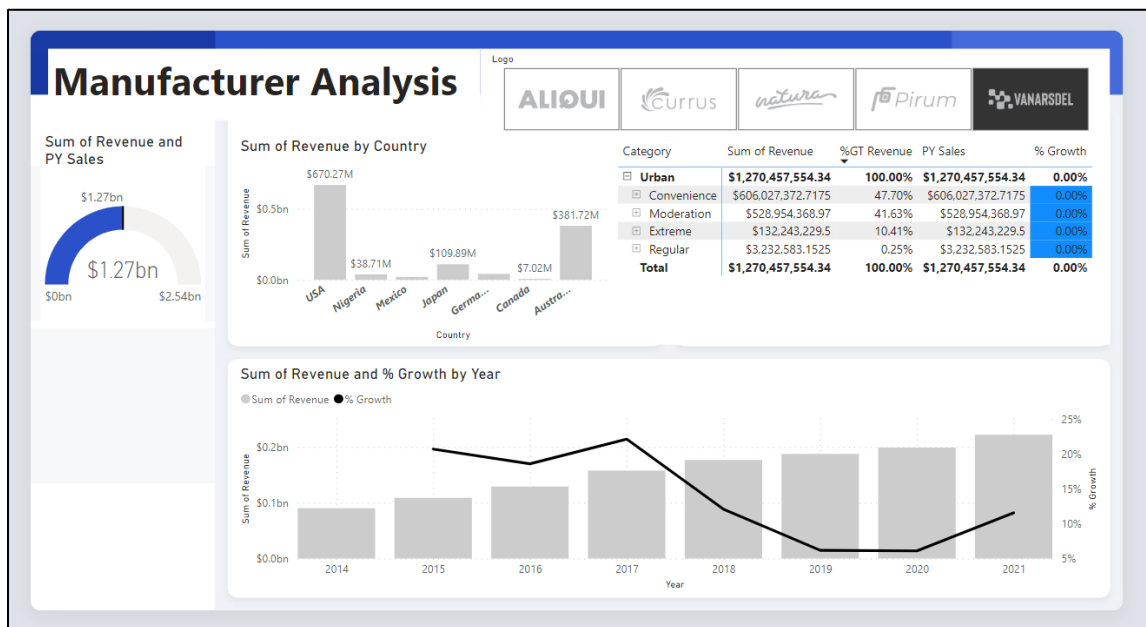 Manufacturer Analysis
Logo
ALIQUI
currus
natura
Pirum
VANARSDEL
Sum of Revenue and
PY Sales
$1.27bn
$1.27bn
$0bn
$2.54bn
Sum of Revenue by Country
Sum of Revenue
$0.5bn
$0.0bn
$670.27M
$38.71M
$109.89M
$7.02M
$381.72M
USA
Nigeria
Mexico
Japan
Germa...
Canada
Austra...
Country
Category Sum of Revenue %GT Revenue PY Sales % Growth
Urban $1,270,457,554.34 100.00% $1,270,457,554.34 0.00%
Convenience $606,027,372.7175 47.70% $606,027,372.7175 0.00%
Moderation $528,954,368.97 41.63% $528,954,368.97 0.00%
Extreme $132,243,229.5 10.41% $132,243,229.5 0.00%
Regular $3,232,583.1525 0.25% $3,232,583.1525 0.00%
Total $1,270,457,554.34 100.00% $1,270,457,554.34 0.00%
Sum of Revenue and % Growth by Year
Sum of Revenue % Growth
Sum of Revenue
$0.2bn
$0.1bn
$0.0bn
25%
20%
15%
10%
5%
% Growth
2014 2015 2016 2017 2018 2019 2020 2021
Year